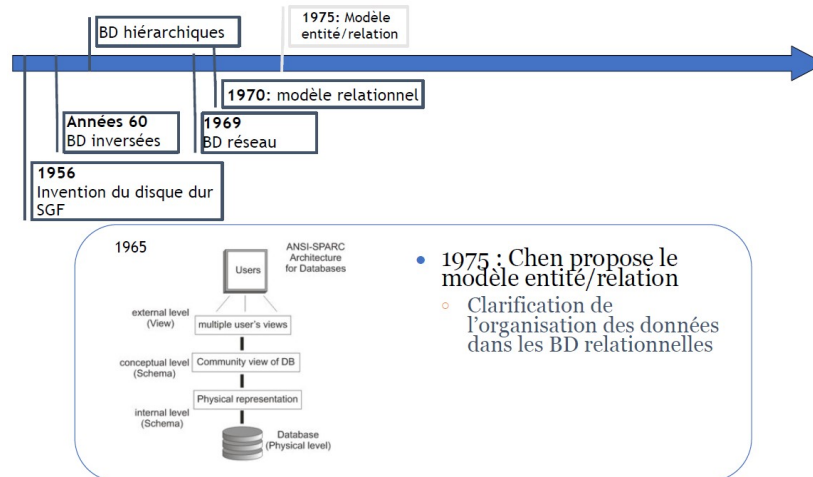 BD hiérarchiques
1975: Modèle
entité/relation
1970: modèle relationnel
Années 60
BD inversées
1969
BD réseau
1956
Invention du disque dur
SGF
1965
ANSI-SPARC
Architecture
for Databases
Users
external level
(View)
multiple user's views
conceptual level
(Schema)
Community view of DB
Physical representation
internal level
(Schema)
Database
(Physical level)
1975 : Chen propose le
modèle entité/relation
Clarification de
l'organisation des données
dans les BD relationnelles